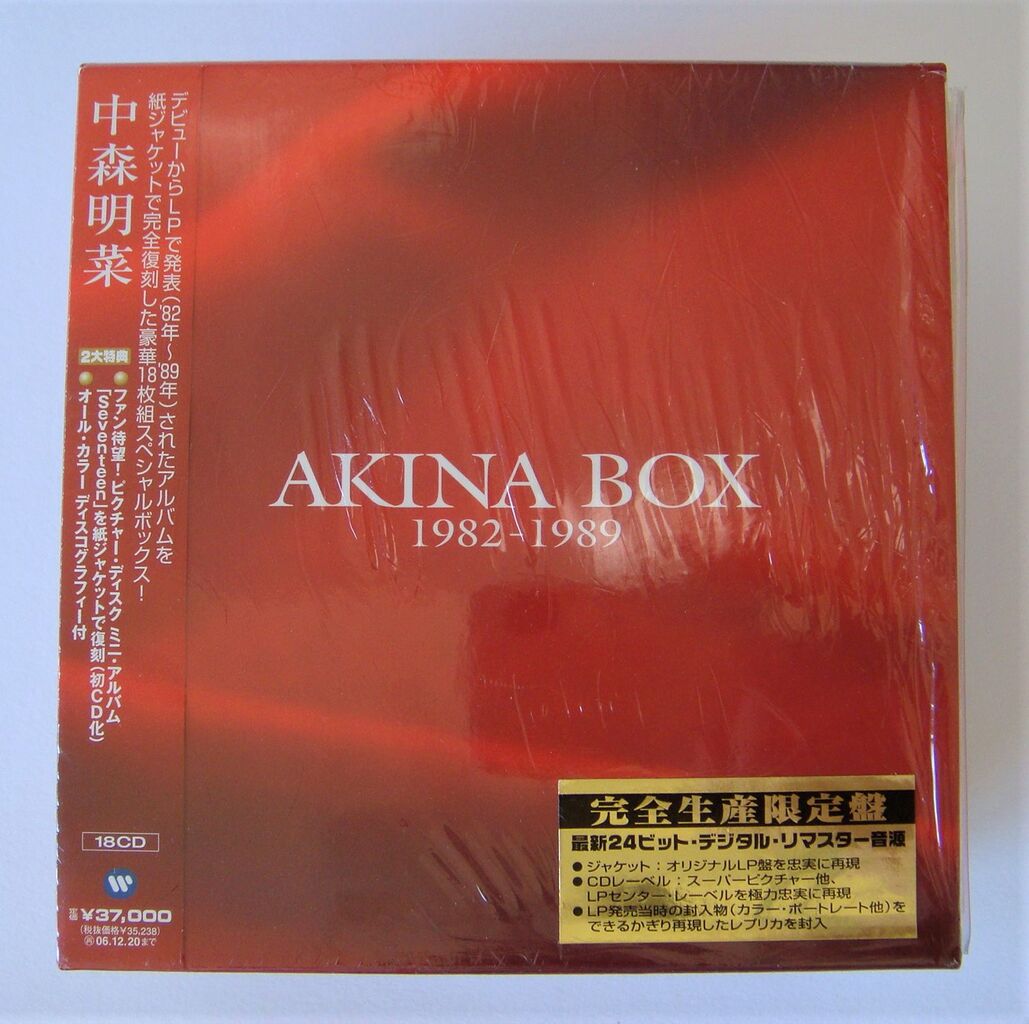 中森明菜
デビューからLPで発表('82年～'89年)されたアルバムを
紙ジャケットで完全復刻した豪華18枚組スペシャルボックス!
2大特典
●ファン待望!ピクチャー・ディスク ミニ・アルバム
「Seventeen」を紙ジャケットで復刻(初CD化)
●オール・カラー ディスコグラフィー付
18CD
定価¥37,000
(税抜価格¥35,238)
再06.12.20まで
AKINA BOX
1982-1989
完全生産限定盤
最新24ビット・デジタル・リマスター音源
●ジャケット:オリジナルLP盤を忠実に再現
●CDレーベル:スーパーピクチャー他、
LPセンター・レーベルを極力忠実に再現
●LP発売当時の封入物(カラー・ポートレート他)を
できるかぎり再現したレプリカを封入